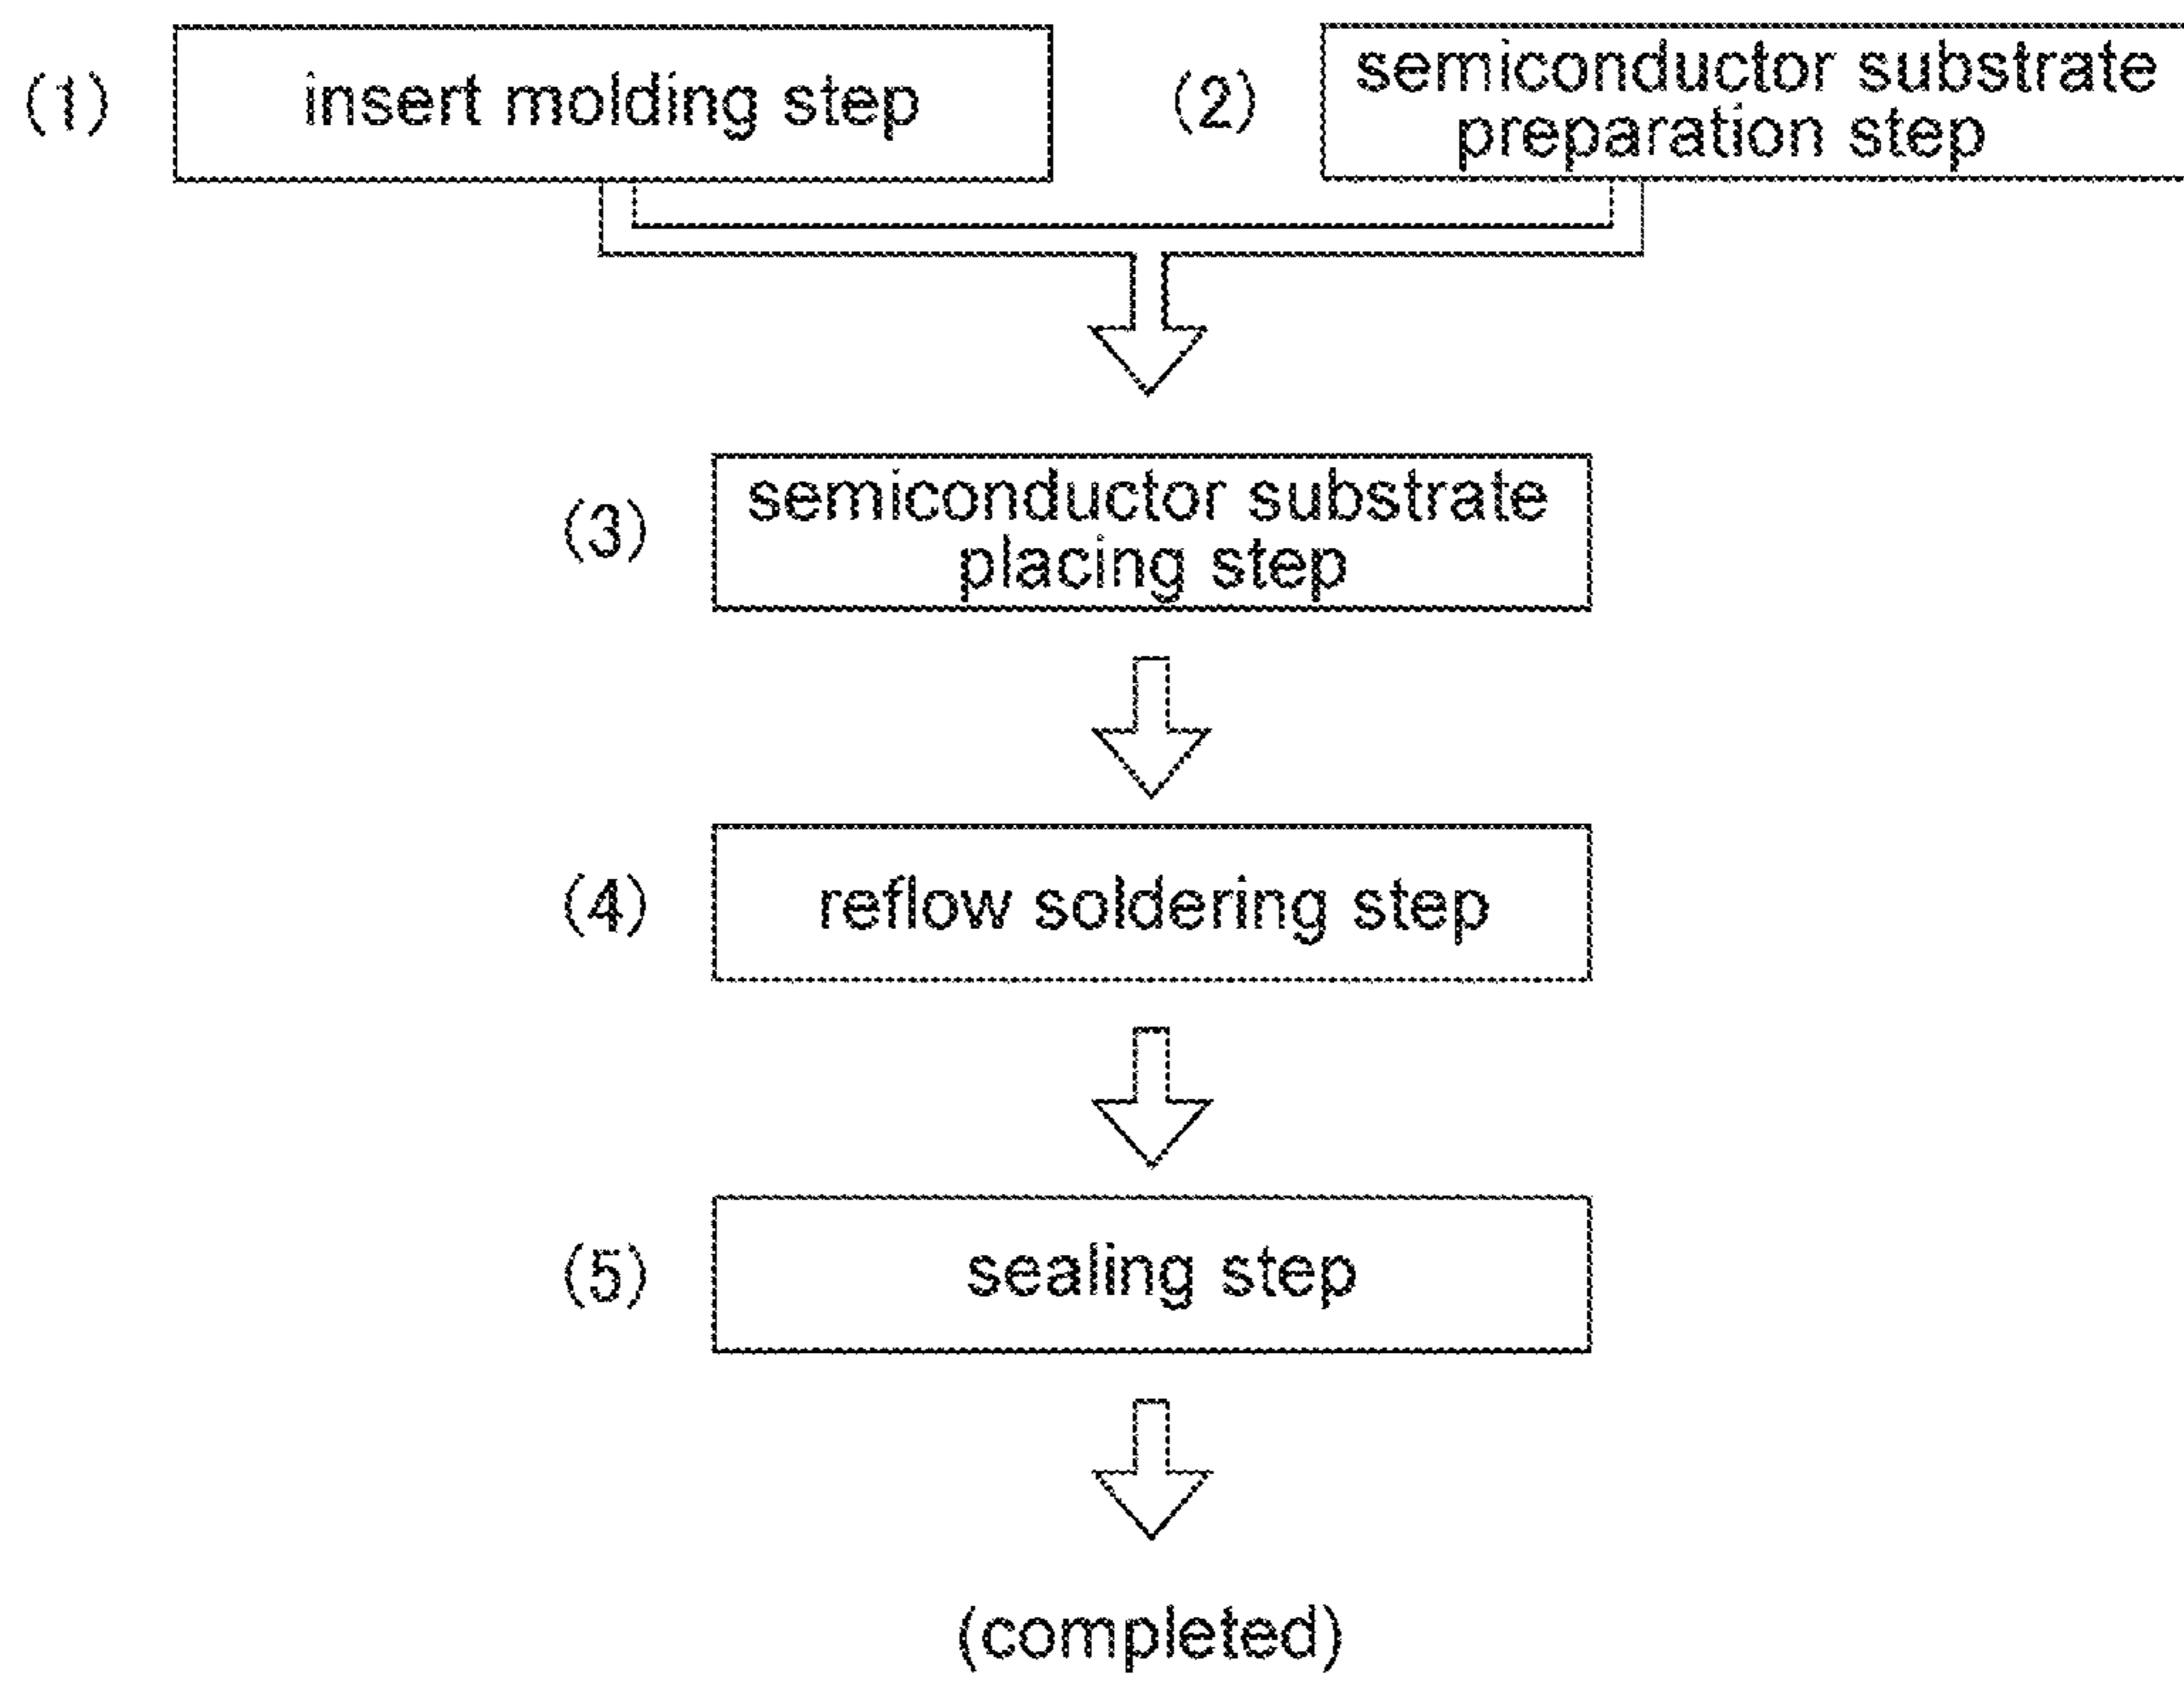 (1) insert molding step
(2) semiconductor substrate
preparation step
(3) semiconductor substrate
placing step
(4) reflow soldering step
(5) sealing step
(completed)